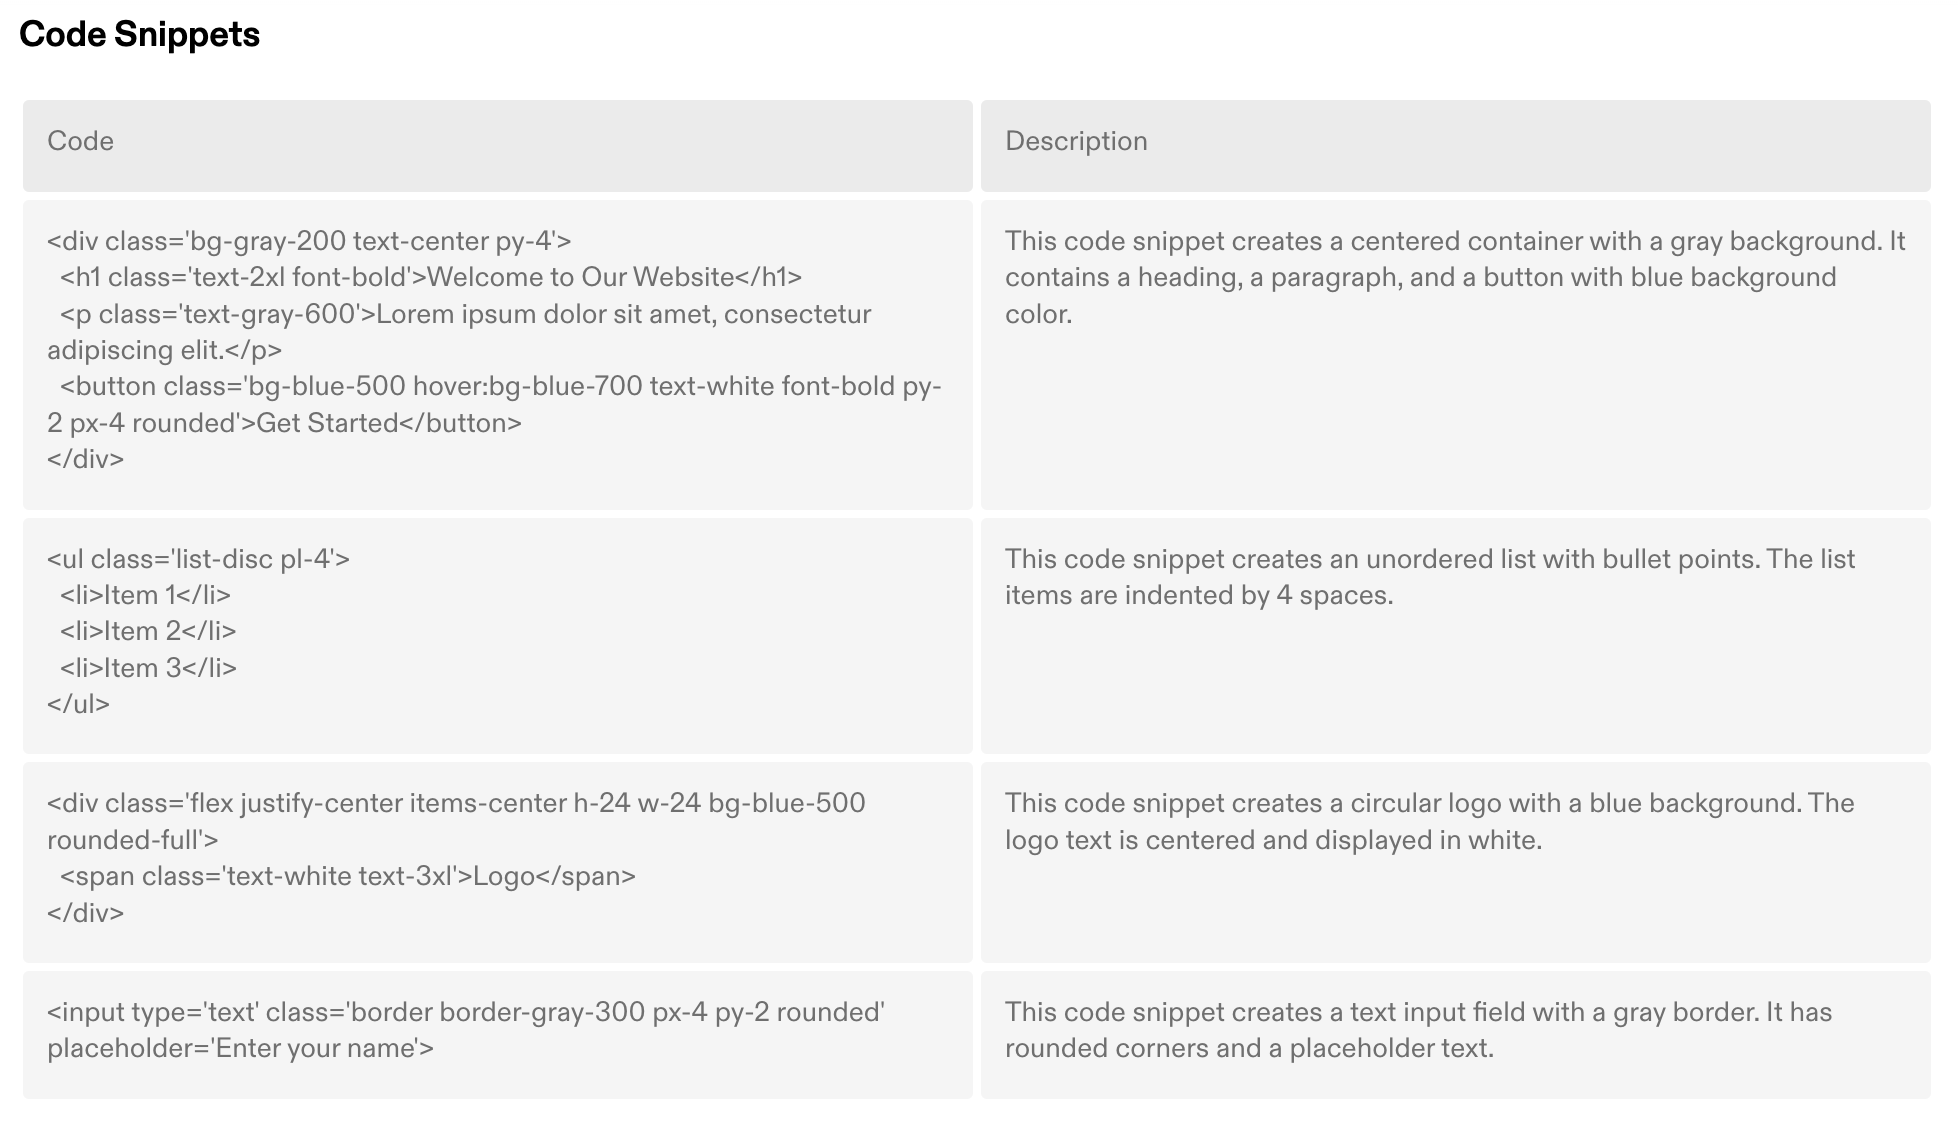 Code Snippets
Code
Description
<div class='bg-gray-200 text-center py-4'>
  <h1 class='text-2xl font-bold'>Welcome to Our Website</h1>
  <p class='text-gray-600'>Lorem ipsum dolor sit amet, consectetur
adipiscing elit.</p>
  <button class='bg-blue-500 hover:bg-blue-700 text-white font-bold py-
2 px-4 rounded'>Get Started</button>
</div>
This code snippet creates a centered container with a gray background. It
contains a heading, a paragraph, and a button with blue background
color.
<ul class='list-disc pl-4'>
  <li>Item 1</li>
  <li>Item 2</li>
  <li>Item 3</li>
</ul>
This code snippet creates an unordered list with bullet points. The list
items are indented by 4 spaces.
<div class='flex justify-center items-center h-24 w-24 bg-blue-500
rounded-full'>
  <span class='text-white text-3xl'>Logo</span>
</div>
This code snippet creates a circular logo with a blue background. The
logo text is centered and displayed in white.
<input type='text' class='border border-gray-300 px-4 py-2 rounded'
placeholder='Enter your name'>
This code snippet creates a text input field with a gray border. It has
rounded corners and a placeholder text.